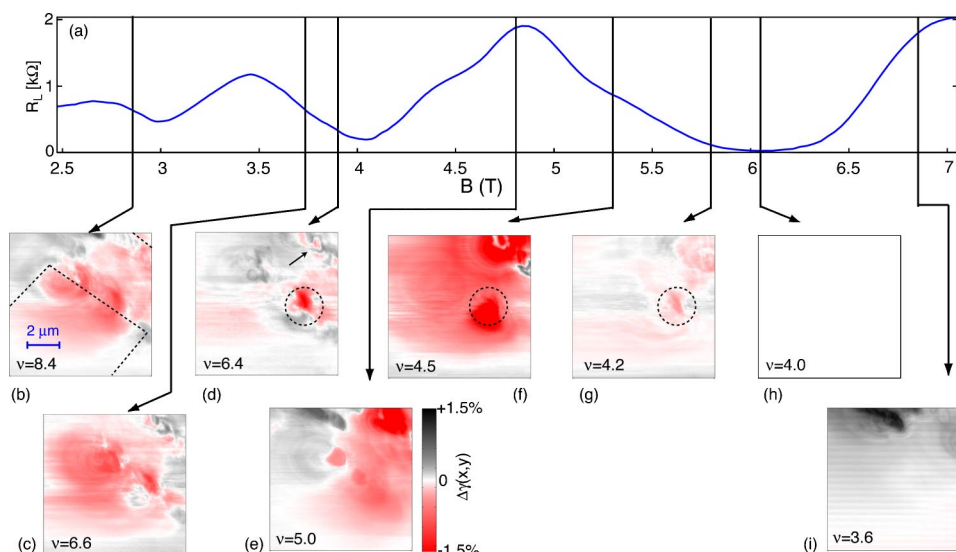 (a)
2
1
0
R_L [kΩ]
2.5 3 3.5 4 4.5 5 5.5 6 6.5 7
B (T)
2 μm
ν=8.4
(b)
ν=6.4
(d)
ν=4.5
(f)
ν=4.2
(g)
ν=4.0
(h)
ν=6.6
(c)
ν=5.0
(e)
+1.5%
0
-1.5%
Δγ(x,y)
ν=3.6
(i)